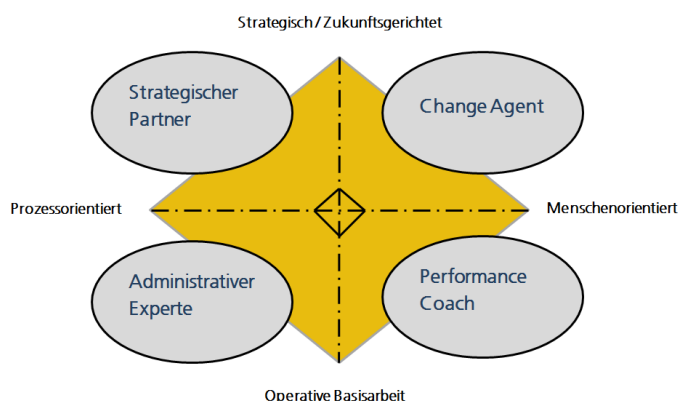 Strategisch / Zukunftsgerichtet
Strategischer
Partner
Change Agent
Prozessorientiert
Menschenorientiert
Administrativer
Experte
Performance
Coach
Operative Basisarbeit